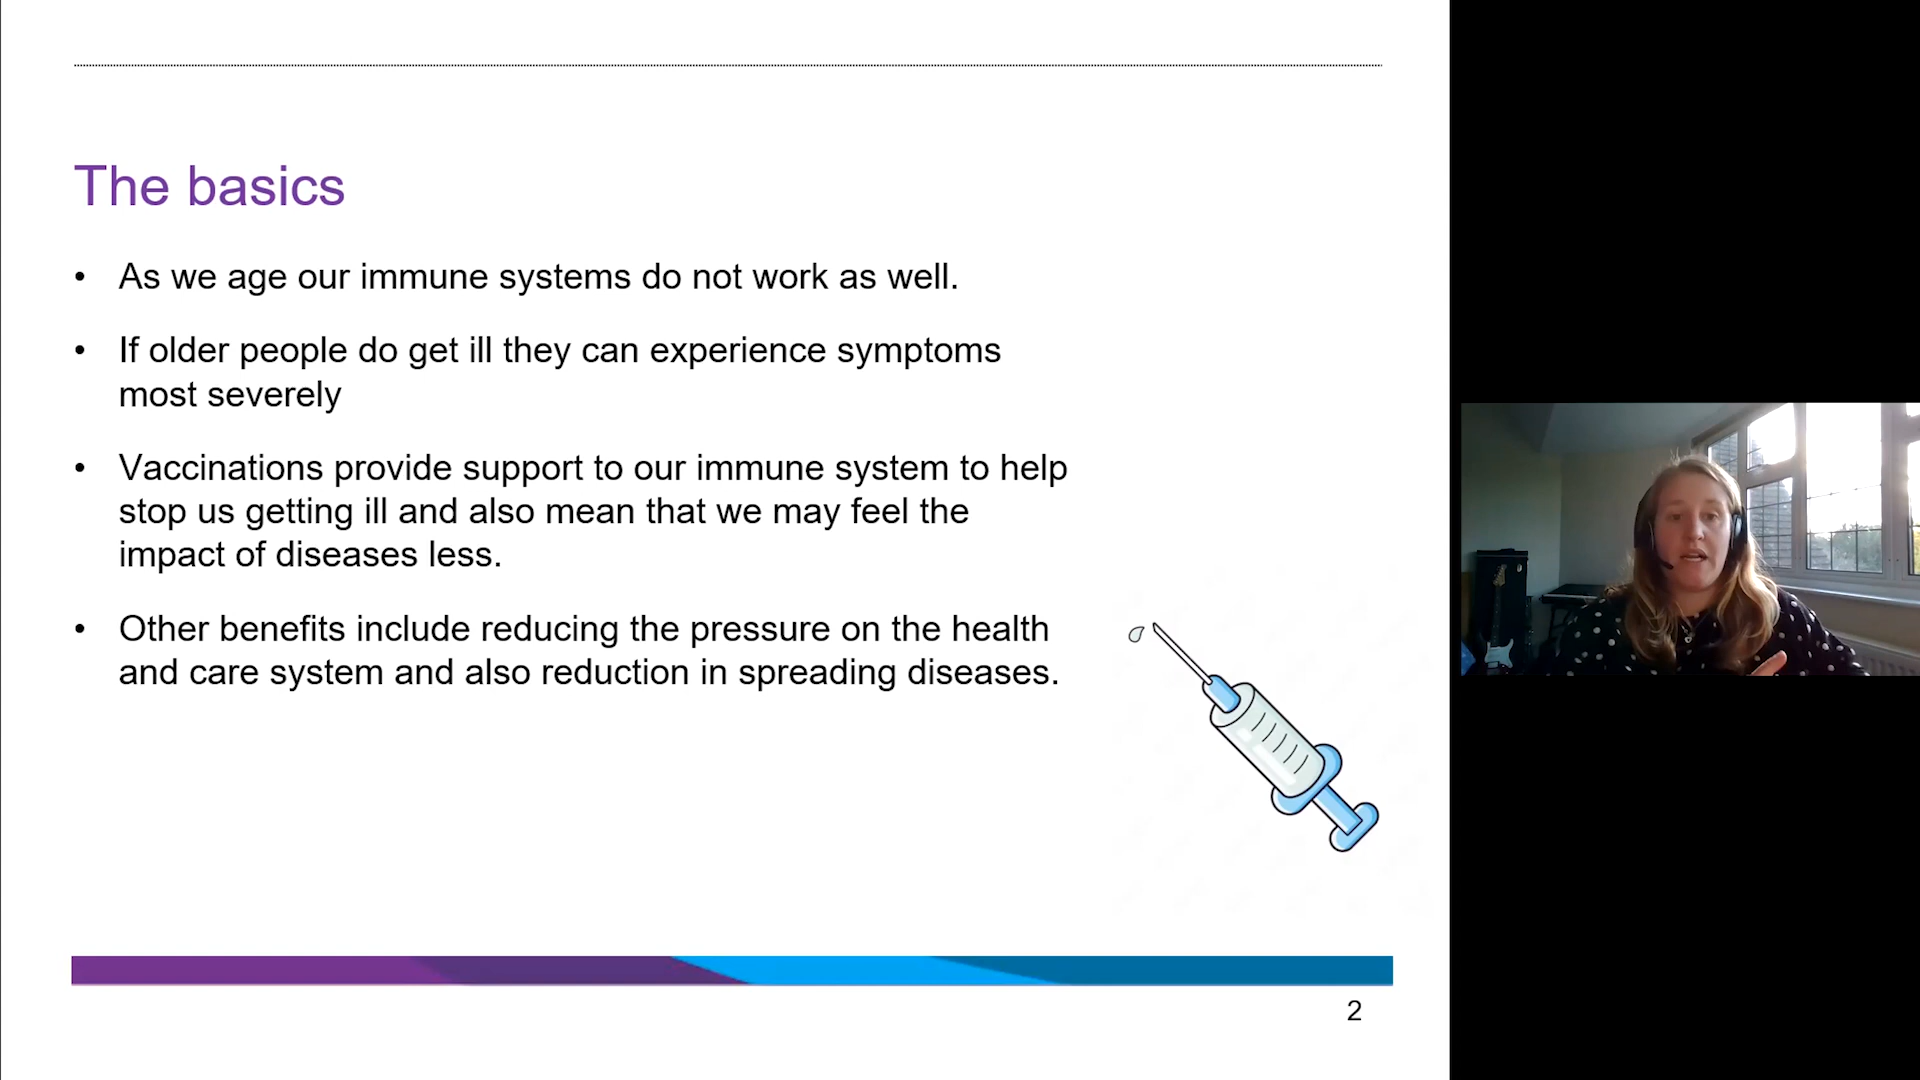 The basics
• As we age our immune systems do not work as well.
• If older people do get ill they can experience symptoms
most severely
• Vaccinations provide support to our immune system to help
stop us getting ill and also mean that we may feel the
impact of diseases less.
• Other benefits include reducing the pressure on the health
and care system and also reduction in spreading diseases.
2